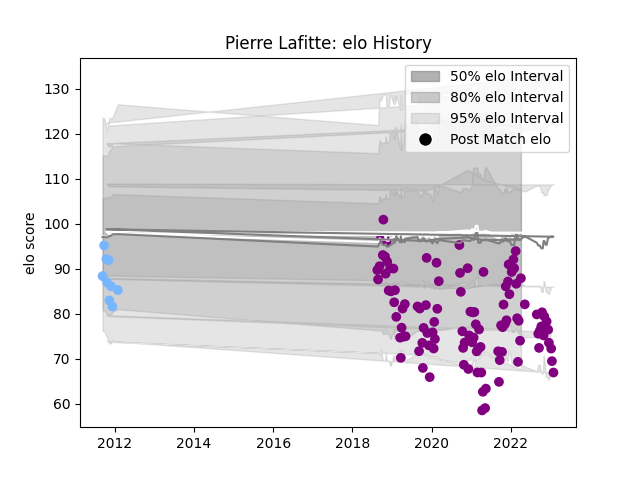 Pierre Lafitte: elo History
50% elo Interval
80% elo Interval
95% elo Interval
Post Match elo
elo score
130
120
110
100
90
80
70
60
2012
2014
2016
2018
2020
2022